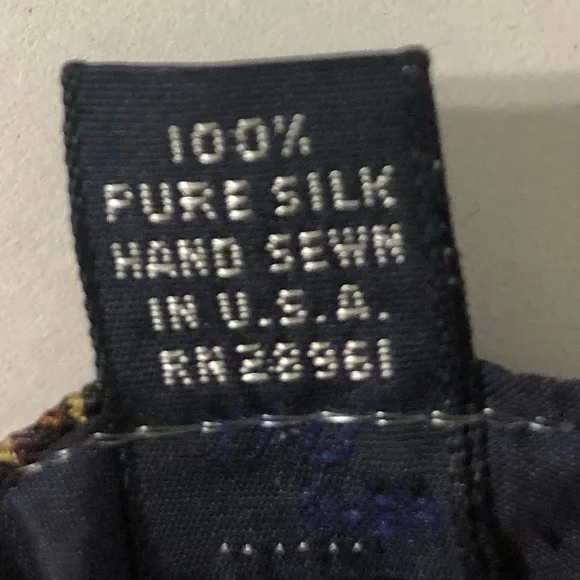 100%
PURE SILK
HAND SEWN
IN U.S.A.
RN28961